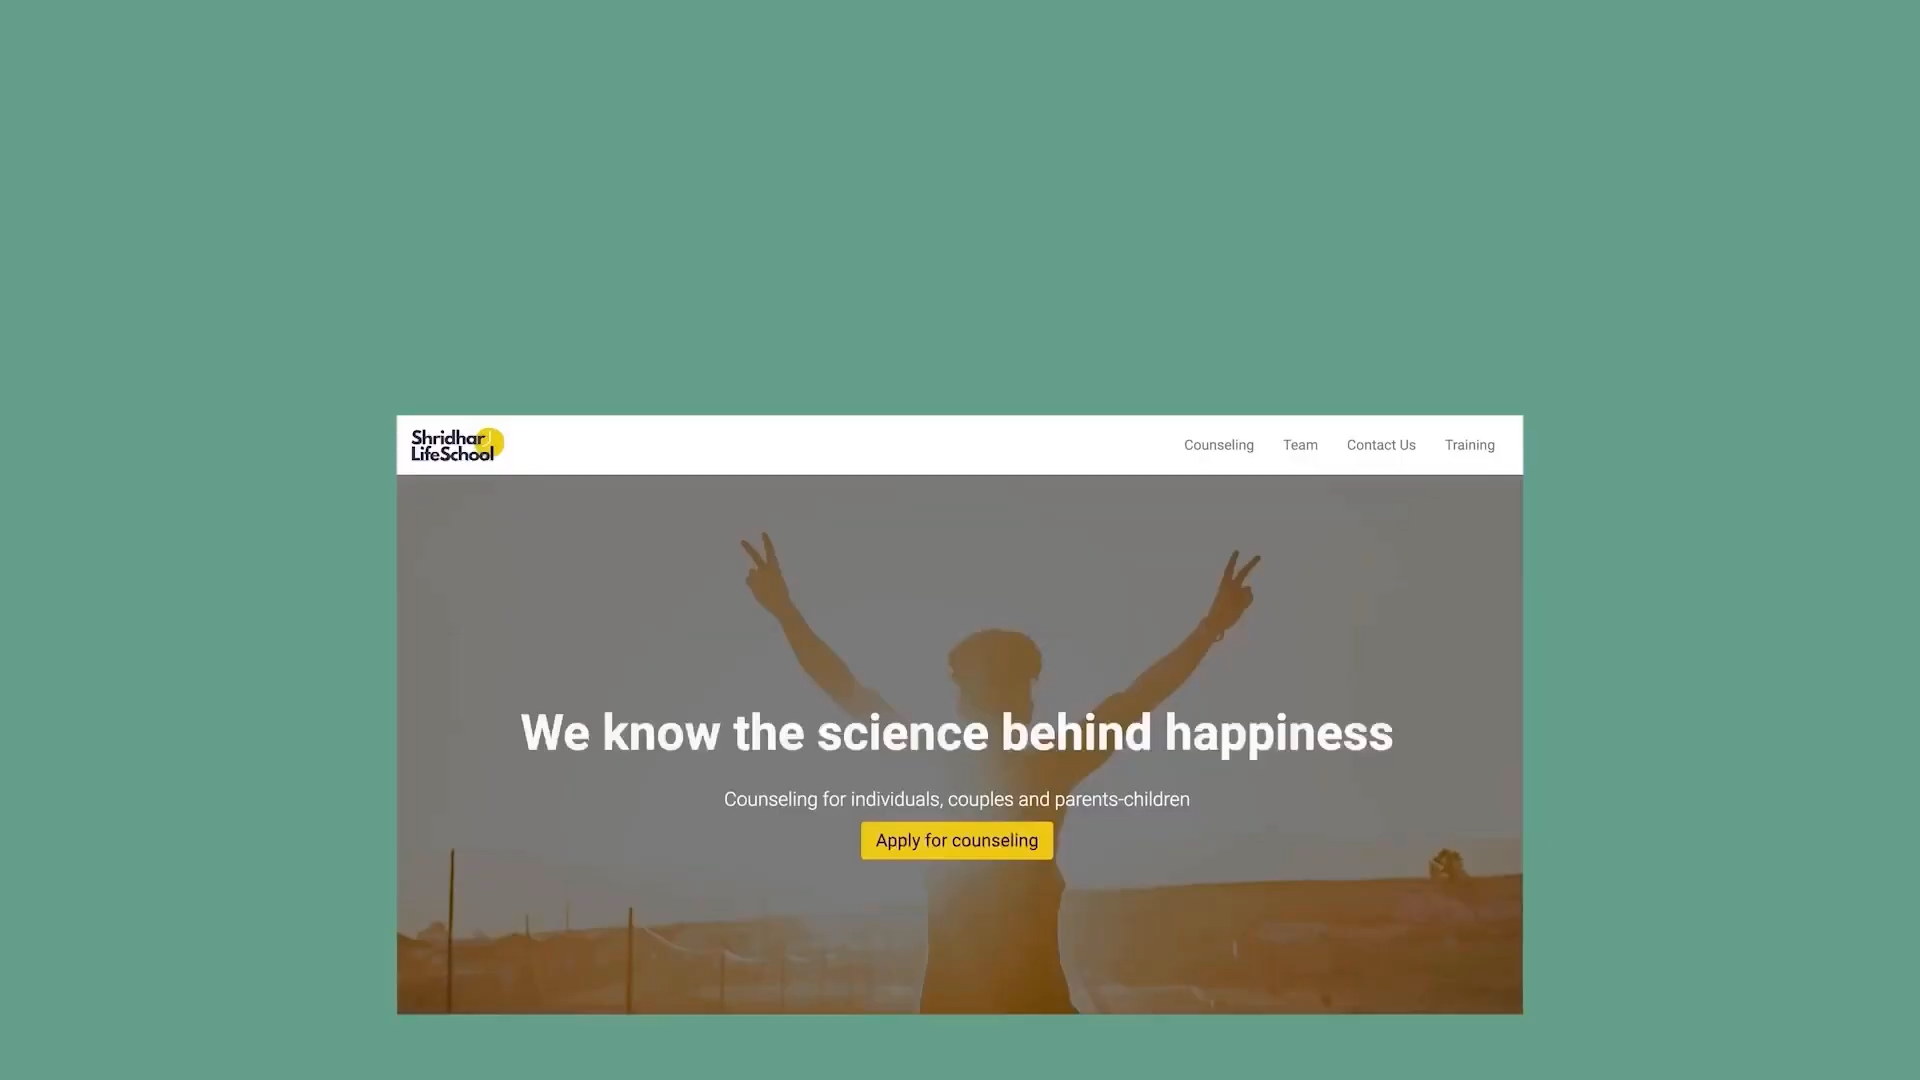 Shridhar
LifeSchool
Counseling
Team
Contact Us
Training
We know the science behind happiness
Counseling for individuals, couples and parents-children
Apply for counseling